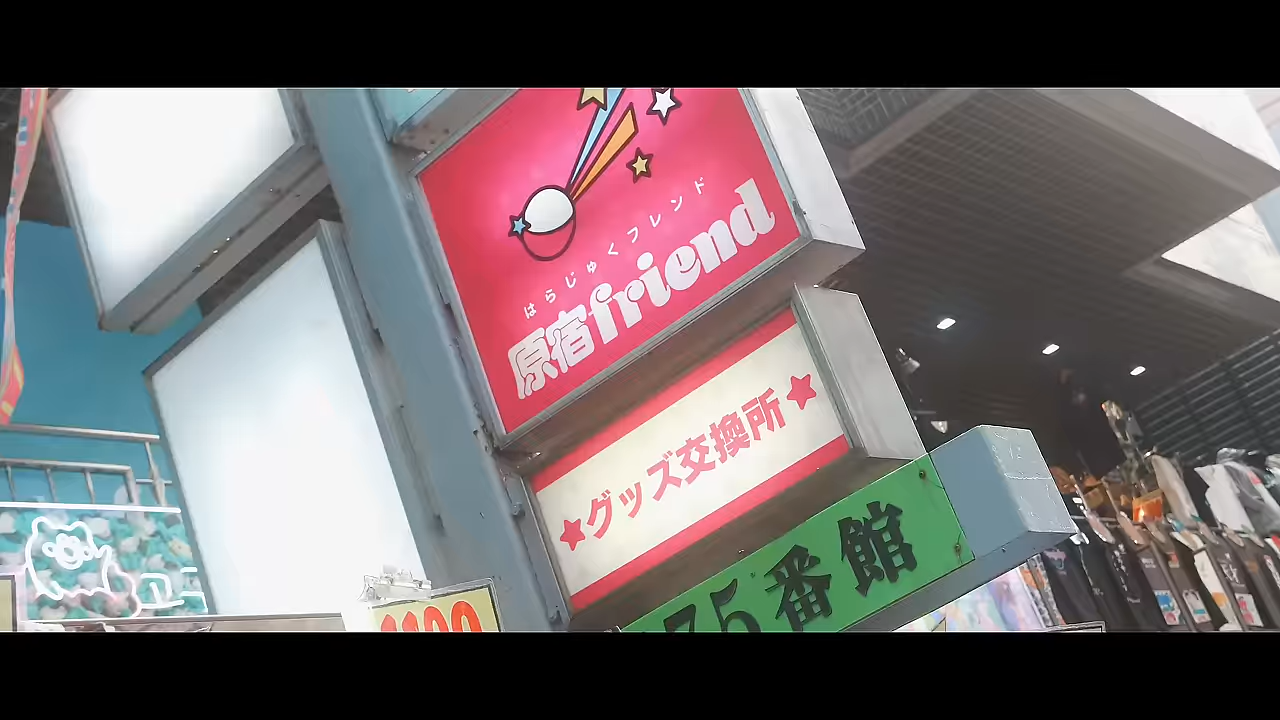 はらじゅくフレンド
原宿friend
★グッズ交換所★
75番館
1100